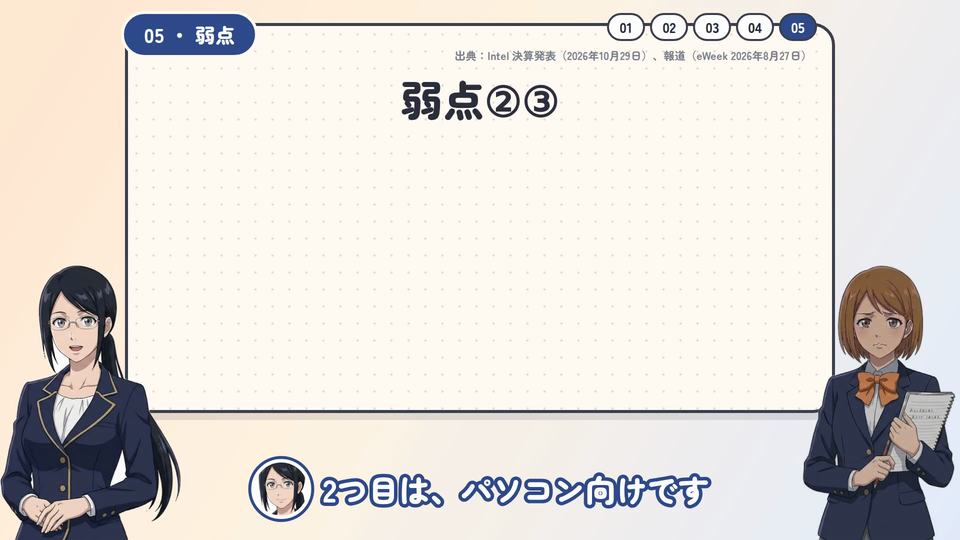 05 ・ 弱点
01 02 03 04 05
出典：Intel 決算発表（2026年10月29日）、報道（eWeek 2026年8月27日）
弱点②③
2つ目は、パソコン向けです